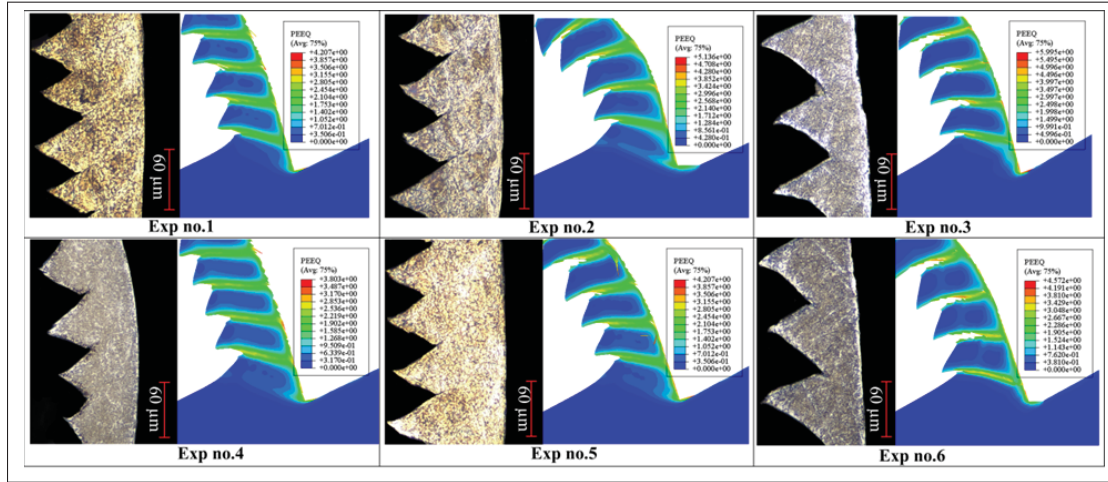 PEEQ
(Avg: 75%)
+4.207e+00
+3.857e+00
+3.506e+00
+3.155e+00
+2.805e+00
+2.454e+00
+2.104e+00
+1.753e+00
+1.402e+00
+1.052e+00
+7.012e-01
+3.506e-01
+0.000e+00
60 µm
Exp no.1
PEEQ
(Avg: 75%)
+5.136e+00
+4.708e+00
+4.280e+00
+3.852e+00
+3.424e+00
+2.996e+00
+2.568e+00
+2.140e+00
+1.712e+00
+1.284e+00
+8.561e-01
+4.280e-01
+0.000e+00
60 µm
Exp no.2
PEEQ
(Avg: 75%)
+5.995e+00
+5.495e+00
+4.996e+00
+4.496e+00
+3.997e+00
+3.497e+00
+2.997e+00
+2.498e+00
+1.998e+00
+1.499e+00
+9.991e-01
+4.996e-01
+0.000e+00
60 µm
Exp no.3
PEEQ
(Avg: 75%)
+3.803e+00
+3.487e+00
+3.170e+00
+2.853e+00
+2.536e+00
+2.219e+00
+1.902e+00
+1.585e+00
+1.268e+00
+9.509e-01
+6.339e-01
+3.170e-01
+0.000e+00
60 µm
Exp no.4
PEEQ
(Avg: 75%)
+4.207e+00
+3.857e+00
+3.506e+00
+3.155e+00
+2.805e+00
+2.454e+00
+2.104e+00
+1.753e+00
+1.402e+00
+1.052e+00
+7.012e-01
+3.506e-01
+0.000e+00
60 µm
Exp no.5
PEEQ
(Avg: 75%)
+4.572e+00
+4.191e+00
+3.810e+00
+3.429e+00
+3.048e+00
+2.667e+00
+2.286e+00
+1.905e+00
+1.524e+00
+1.143e+00
+7.620e-01
+3.810e-01
+0.000e+00
60 µm
Exp no.6